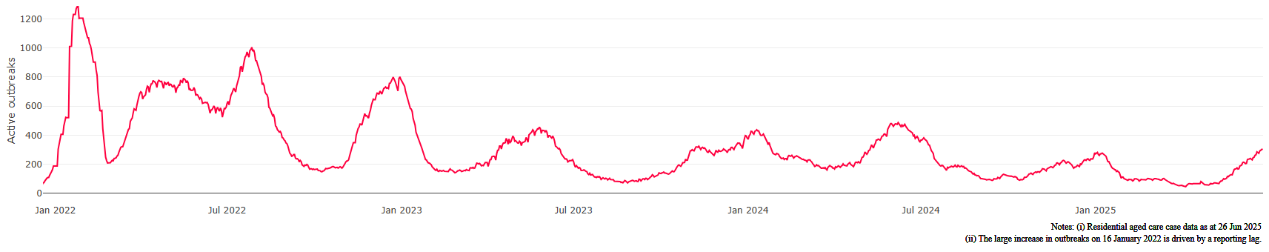 Active outbreaks
1200
1000
800
600
400
200
0
Jan 2022
Jul 2022
Jan 2023
Jul 2023
Jan 2024
Jul 2024
Jan 2025
Notes: (i) Residential aged care case data as at 26 Jun 2025
(ii) The large increase in outbreaks on 16 January 2022 is driven by a reporting lag.